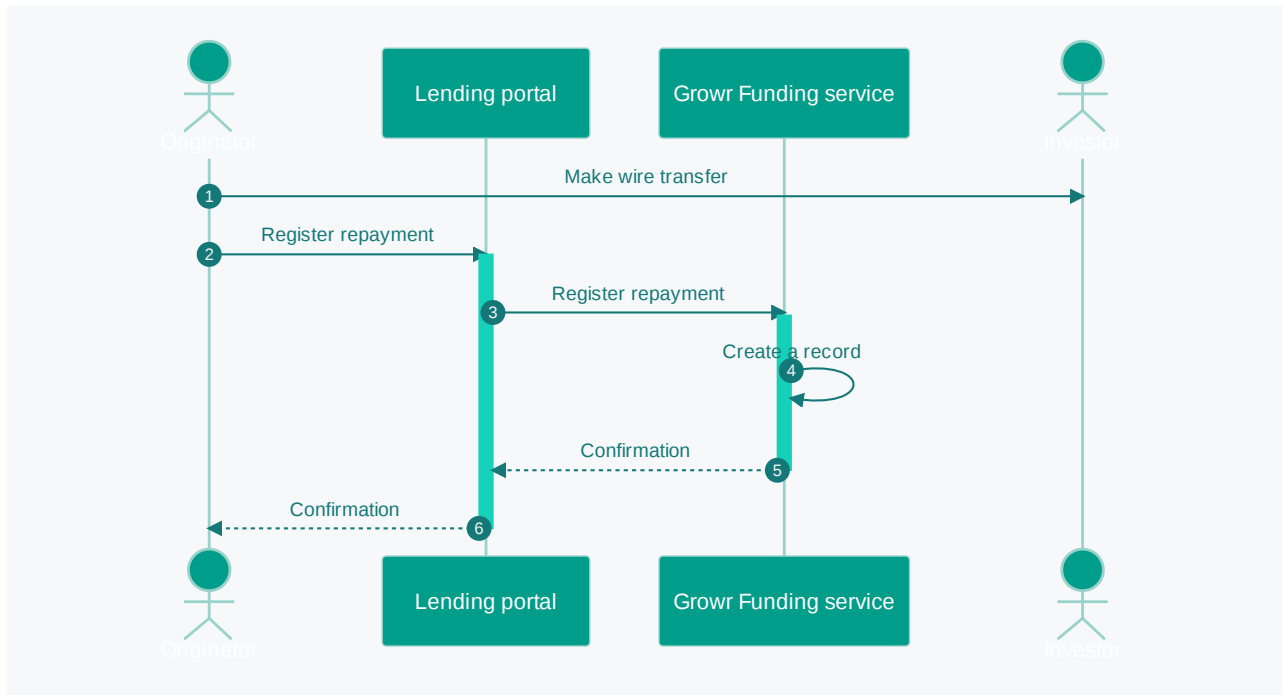 Originator
Lending portal
Growr Funding service
Investor
Make wire transfer
1
Register repayment
2
Register repayment
3
Create a record
4
Confirmation
5
Confirmation
6
Originator
Lending portal
Growr Funding service
Investor